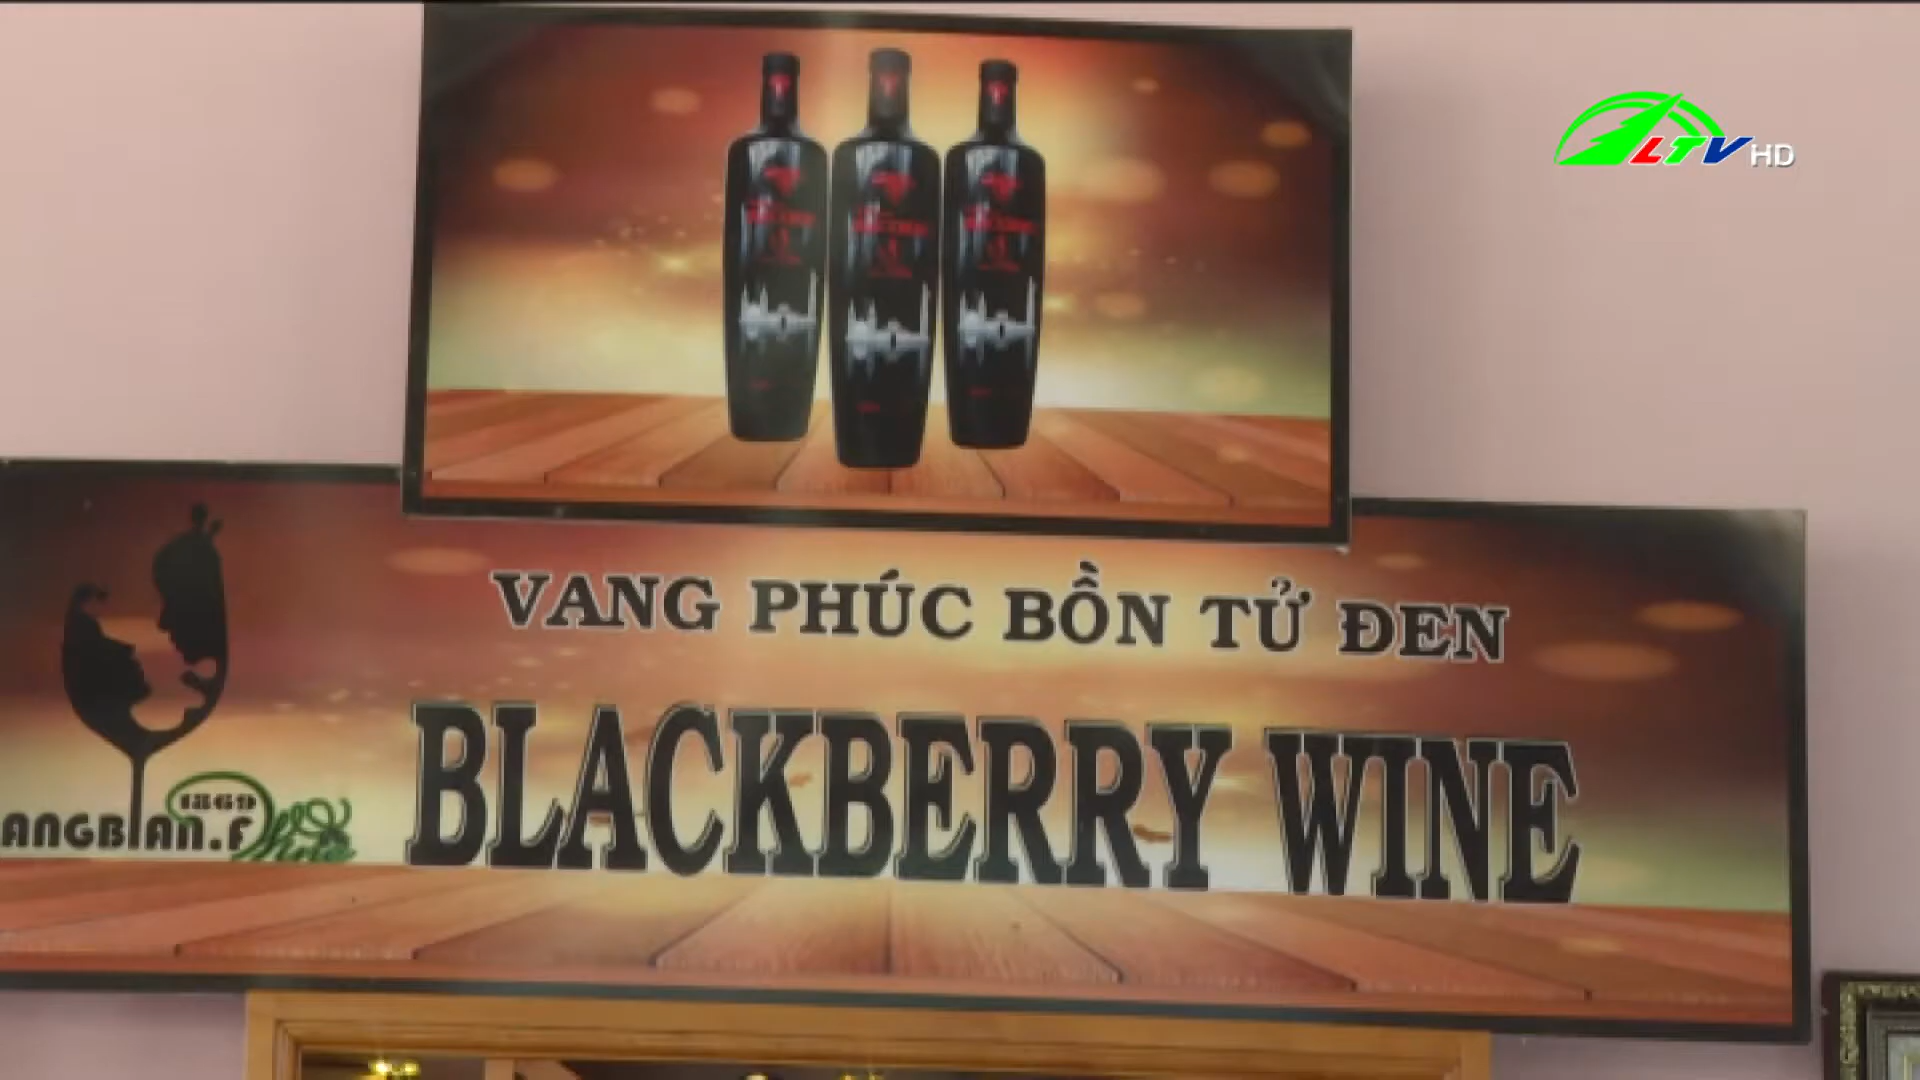 LTV HD
VANG PHÚC BỒN TỬ ĐEN
BLACKBERRY WINE
1869
ANGBIAN.F